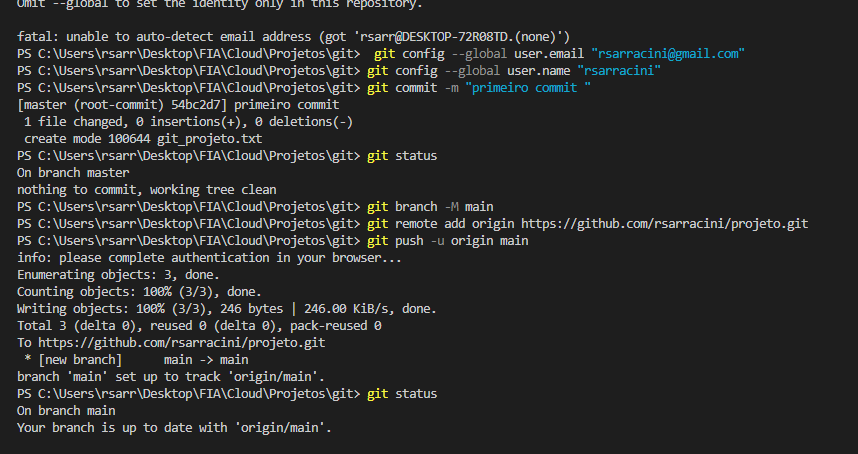 Omit --global to set the identity only in this repository.
fatal: unable to auto-detect email address (got 'rsarr@DESKTOP-72R08TD.(none)')
PS C:\Users\rsarr\Desktop\FIA\Cloud\Projetos\git>  git config --global user.email "rsarracini@gmail.com"
PS C:\Users\rsarr\Desktop\FIA\Cloud\Projetos\git> git config --global user.name "rsarracini"
PS C:\Users\rsarr\Desktop\FIA\Cloud\Projetos\git> git commit -m "primeiro commit "
[master (root-commit) 54bc2d7] primeiro commit
 1 file changed, 0 insertions(+), 0 deletions(-)
 create mode 100644 git_projeto.txt
PS C:\Users\rsarr\Desktop\FIA\Cloud\Projetos\git> git status
On branch master
nothing to commit, working tree clean
PS C:\Users\rsarr\Desktop\FIA\Cloud\Projetos\git> git branch -M main
PS C:\Users\rsarr\Desktop\FIA\Cloud\Projetos\git> git remote add origin https://github.com/rsarracini/projeto.git
PS C:\Users\rsarr\Desktop\FIA\Cloud\Projetos\git> git push -u origin main
info: please complete authentication in your browser...
Enumerating objects: 3, done.
Counting objects: 100% (3/3), done.
Writing objects: 100% (3/3), 246 bytes | 246.00 KiB/s, done.
Total 3 (delta 0), reused 0 (delta 0), pack-reused 0
To https://github.com/rsarracini/projeto.git
 * [new branch]      main -> main
branch 'main' set up to track 'origin/main'.
PS C:\Users\rsarr\Desktop\FIA\Cloud\Projetos\git> git status
On branch main
Your branch is up to date with 'origin/main'.